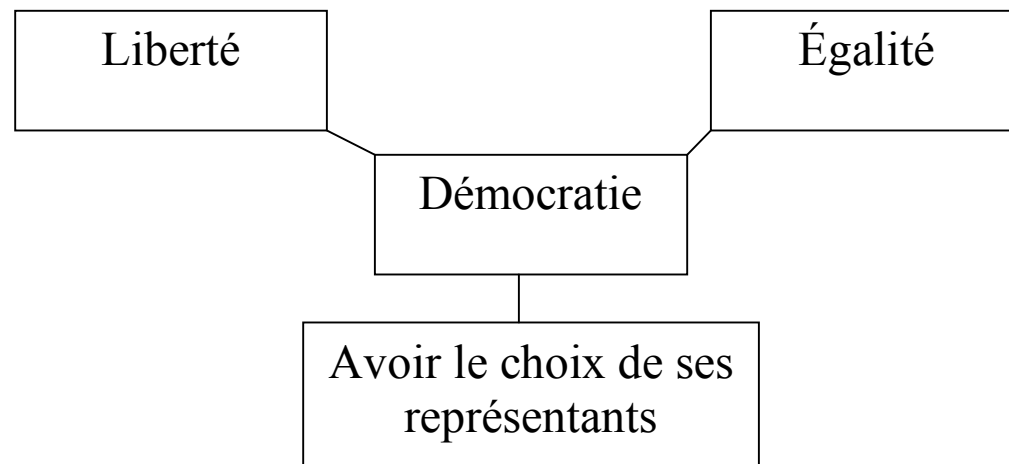 Liberté
Égalité
Démocratie
Avoir le choix de ses
représentants